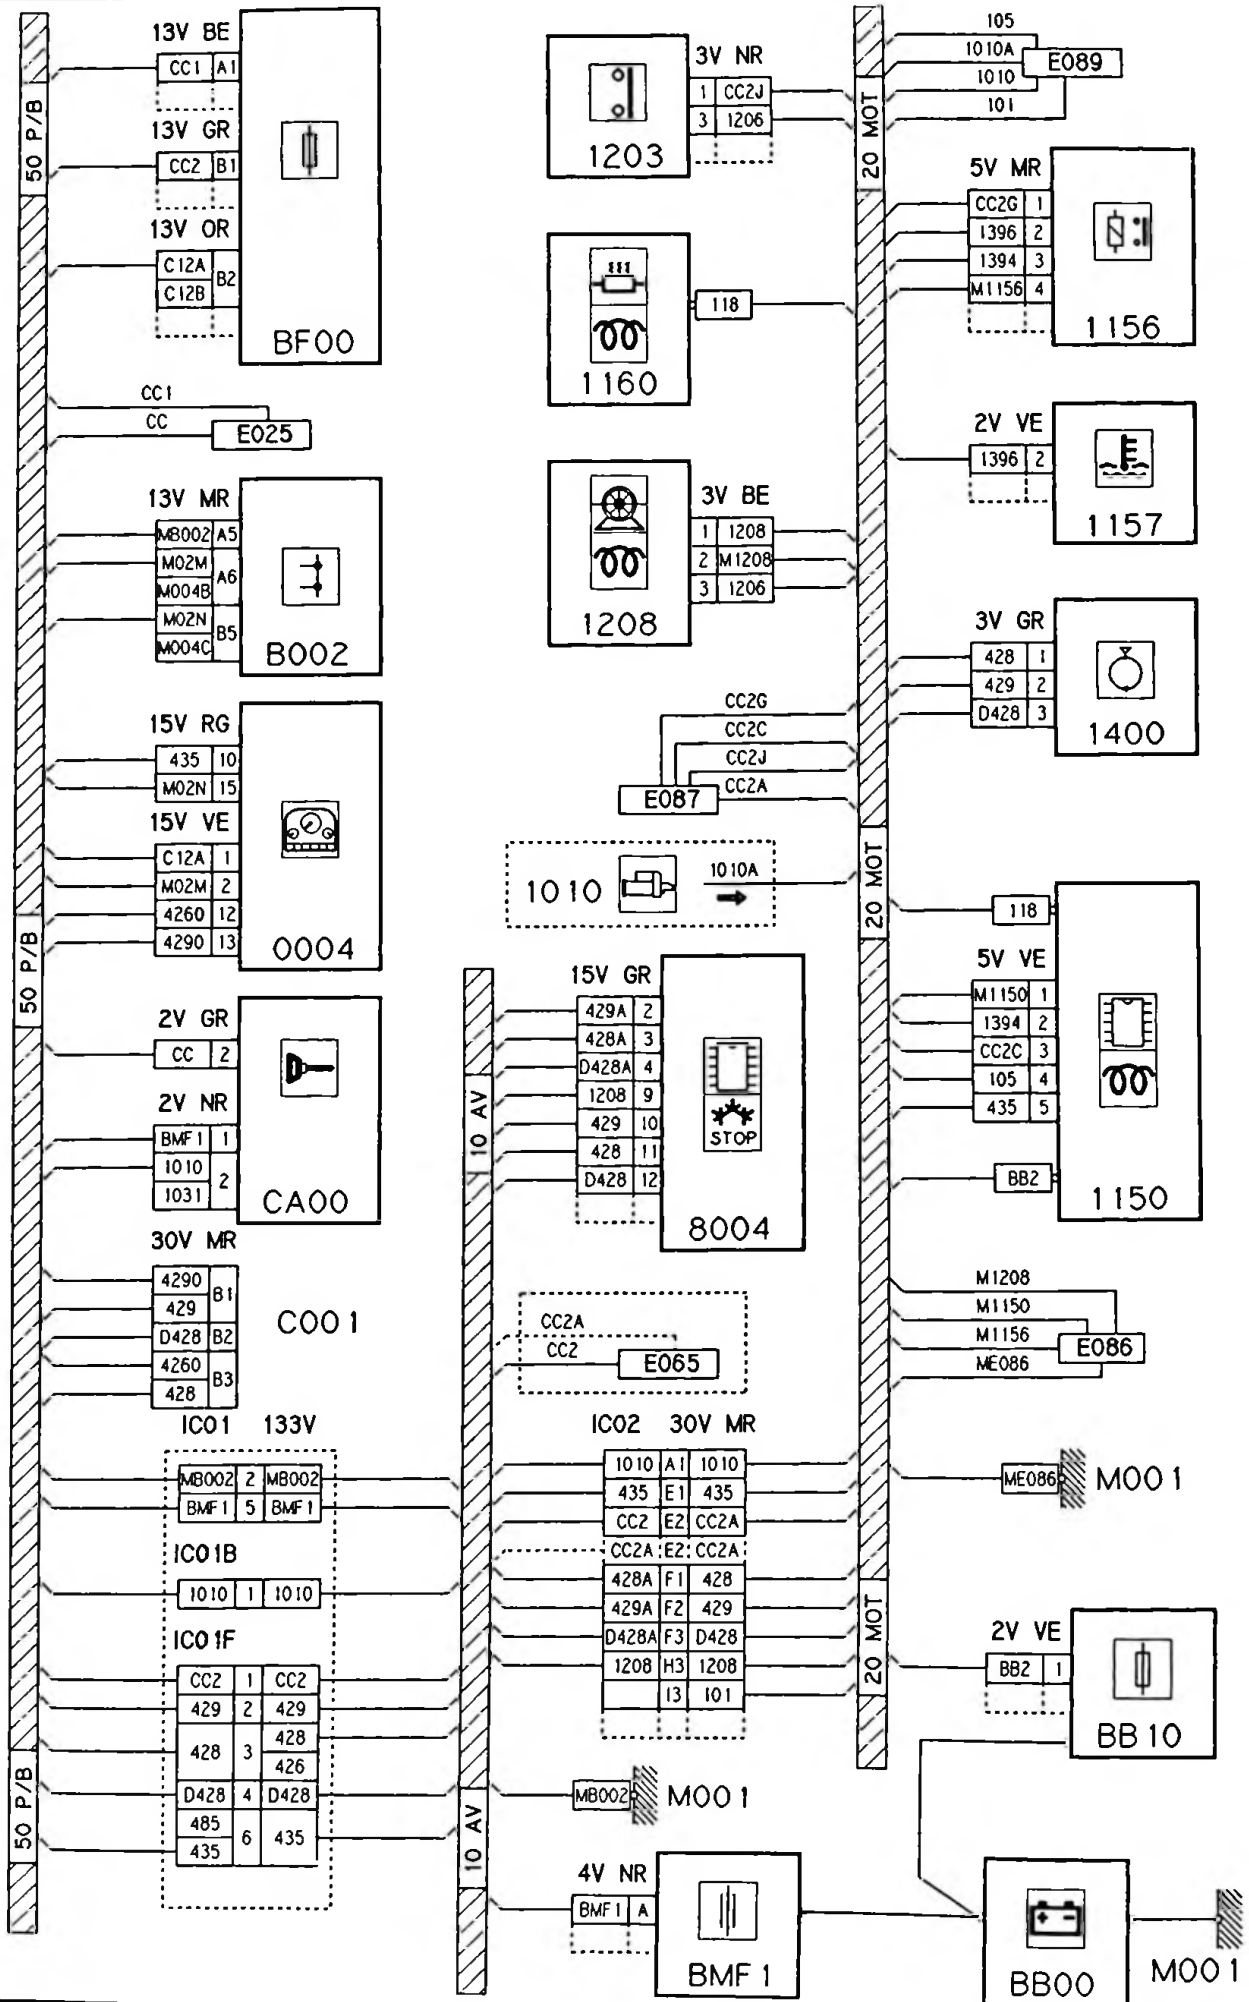 50 P/B
13V BE
CC1 A1
13V GR
CC2 B1
13V OR
C12A B2
C12B
BF00
CC1
CC
E025
13V MR
MB002 A5
M02M A6
M004B
M02N B5
M004C
B002
15V RG
435 10
M02N 15
15V VE
C12A 1
M02M 2
4260 12
4290 13
0004
50 P/B
2V GR
CC 2
2V NR
BMF1 1
1010 2
1031
CA00
30V MR
4290 B1
429
D428 B2
4260 B3
428
C001
IC01 133V
MB002 2 MB002
BMF1 5 BMF1
IC01B
1010 1 1010
IC01F
CC2 1 CC2
429 2 429
428 3 428
426
D428 4 D428
485 6 435
435
50 P/B
3V NR
1 CC2J
3 1206
1203
118
1160
3V BE
1 1208
2 M1208
3 1206
1208
CC2G
CC2C
CC2J
CC2A
E087
1010
1010A
10 AV
15V GR
429A 2
428A 3
D428A 4
1208 9
429 10
428 11
D428 12
STOP
8004
CC2A
CC2
E065
IC02 30V MR
1010 A1 1010
435 E1 435
CC2 E2 CC2A
CC2A E2 CC2A
428A F1 428
429A F2 429
D428A F3 D428
1208 H3 1208
I3 101
MB002
M001
10 AV
4V NR
BMF1 A
BMF1
20 MOT
105
1010A
1010
101
E089
5V MR
CC2G 1
1396 2
1394 3
M1156 4
1156
2V VE
1396 2
1157
3V GR
428 1
429 2
D428 3
1400
20 MOT
118
5V VE
M1150 1
1394 2
CC2C 3
105 4
435 5
BB2
1150
M1208
M1150
M1156
ME086
E086
ME086
M001
20 MOT
2V VE
BB2 1
BB10
+ -
BB00
M001